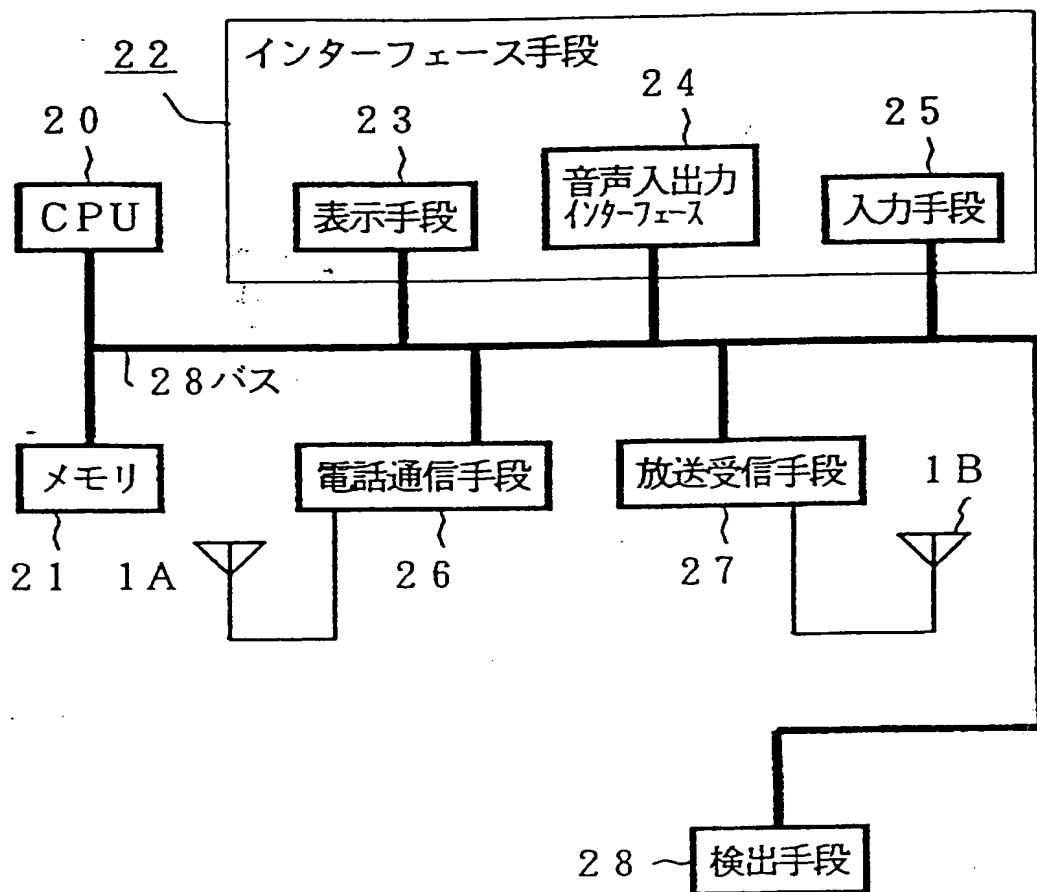 22
インターフェース手段
20
CPU
23
表示手段
24
音声入出力
インターフェース
25
入力手段
28バス
メモリ
21
1A
電話通信手段
26
放送受信手段
27
1B
28
検出手段